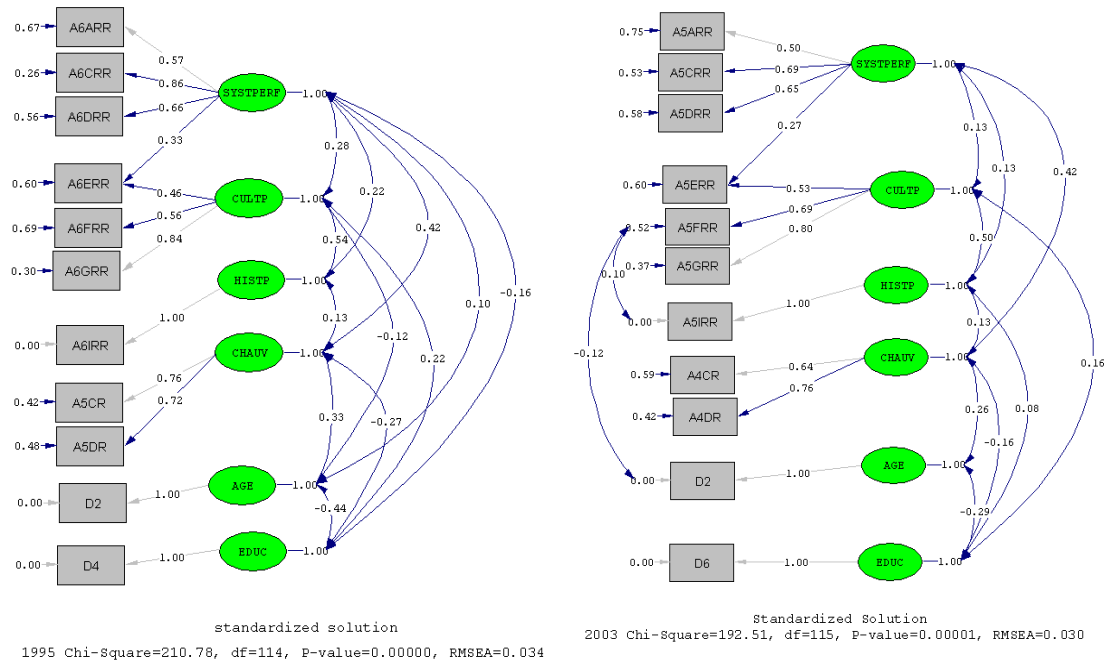 A6ARR
0.67
0.57
A6CRR
0.26
0.86
SYSTPERF
1.00
A6DRR
0.56
0.66
0.33
0.28
A6ERR
0.60
0.46
0.22
CULTP
1.00
A6FRR
0.69
0.56
0.42
0.84
0.54
A6GRR
0.30
HISTP
1.00
0.10
-0.16
1.00
0.13
-0.12
A6IRR
0.00
CHAUV
1.00
0.22
0.76
A5CR
0.42
0.72
0.33
-0.27
A5DR
0.48
AGE
1.00
D2
0.00
1.00
-0.44
EDUC
1.00
D4
0.00
1.00
standardized solution
1995 Chi-Square=210.78, df=114, P-value=0.00000, RMSEA=0.034
A5ARR
0.75
0.50
A5CRR
0.53
0.69
SYSTPERF
1.00
A5DRR
0.58
0.65
0.27
0.13
0.13
0.42
A5ERR
0.60
0.53
CULTP
1.00
A5FRR
0.52
0.69
0.80
0.50
A5GRR
0.37
0.10
HISTP
1.00
A5IRR
0.00
1.00
0.13
-0.12
CHAUV
1.00
0.16
A4CR
0.59
0.64
0.76
A4DR
0.42
0.26
0.08
-0.16
AGE
1.00
D2
0.00
1.00
-0.29
EDUC
1.00
D6
0.00
1.00
Standardized Solution
2003 Chi-Square=192.51, df=115, P-value=0.00001, RMSEA=0.030